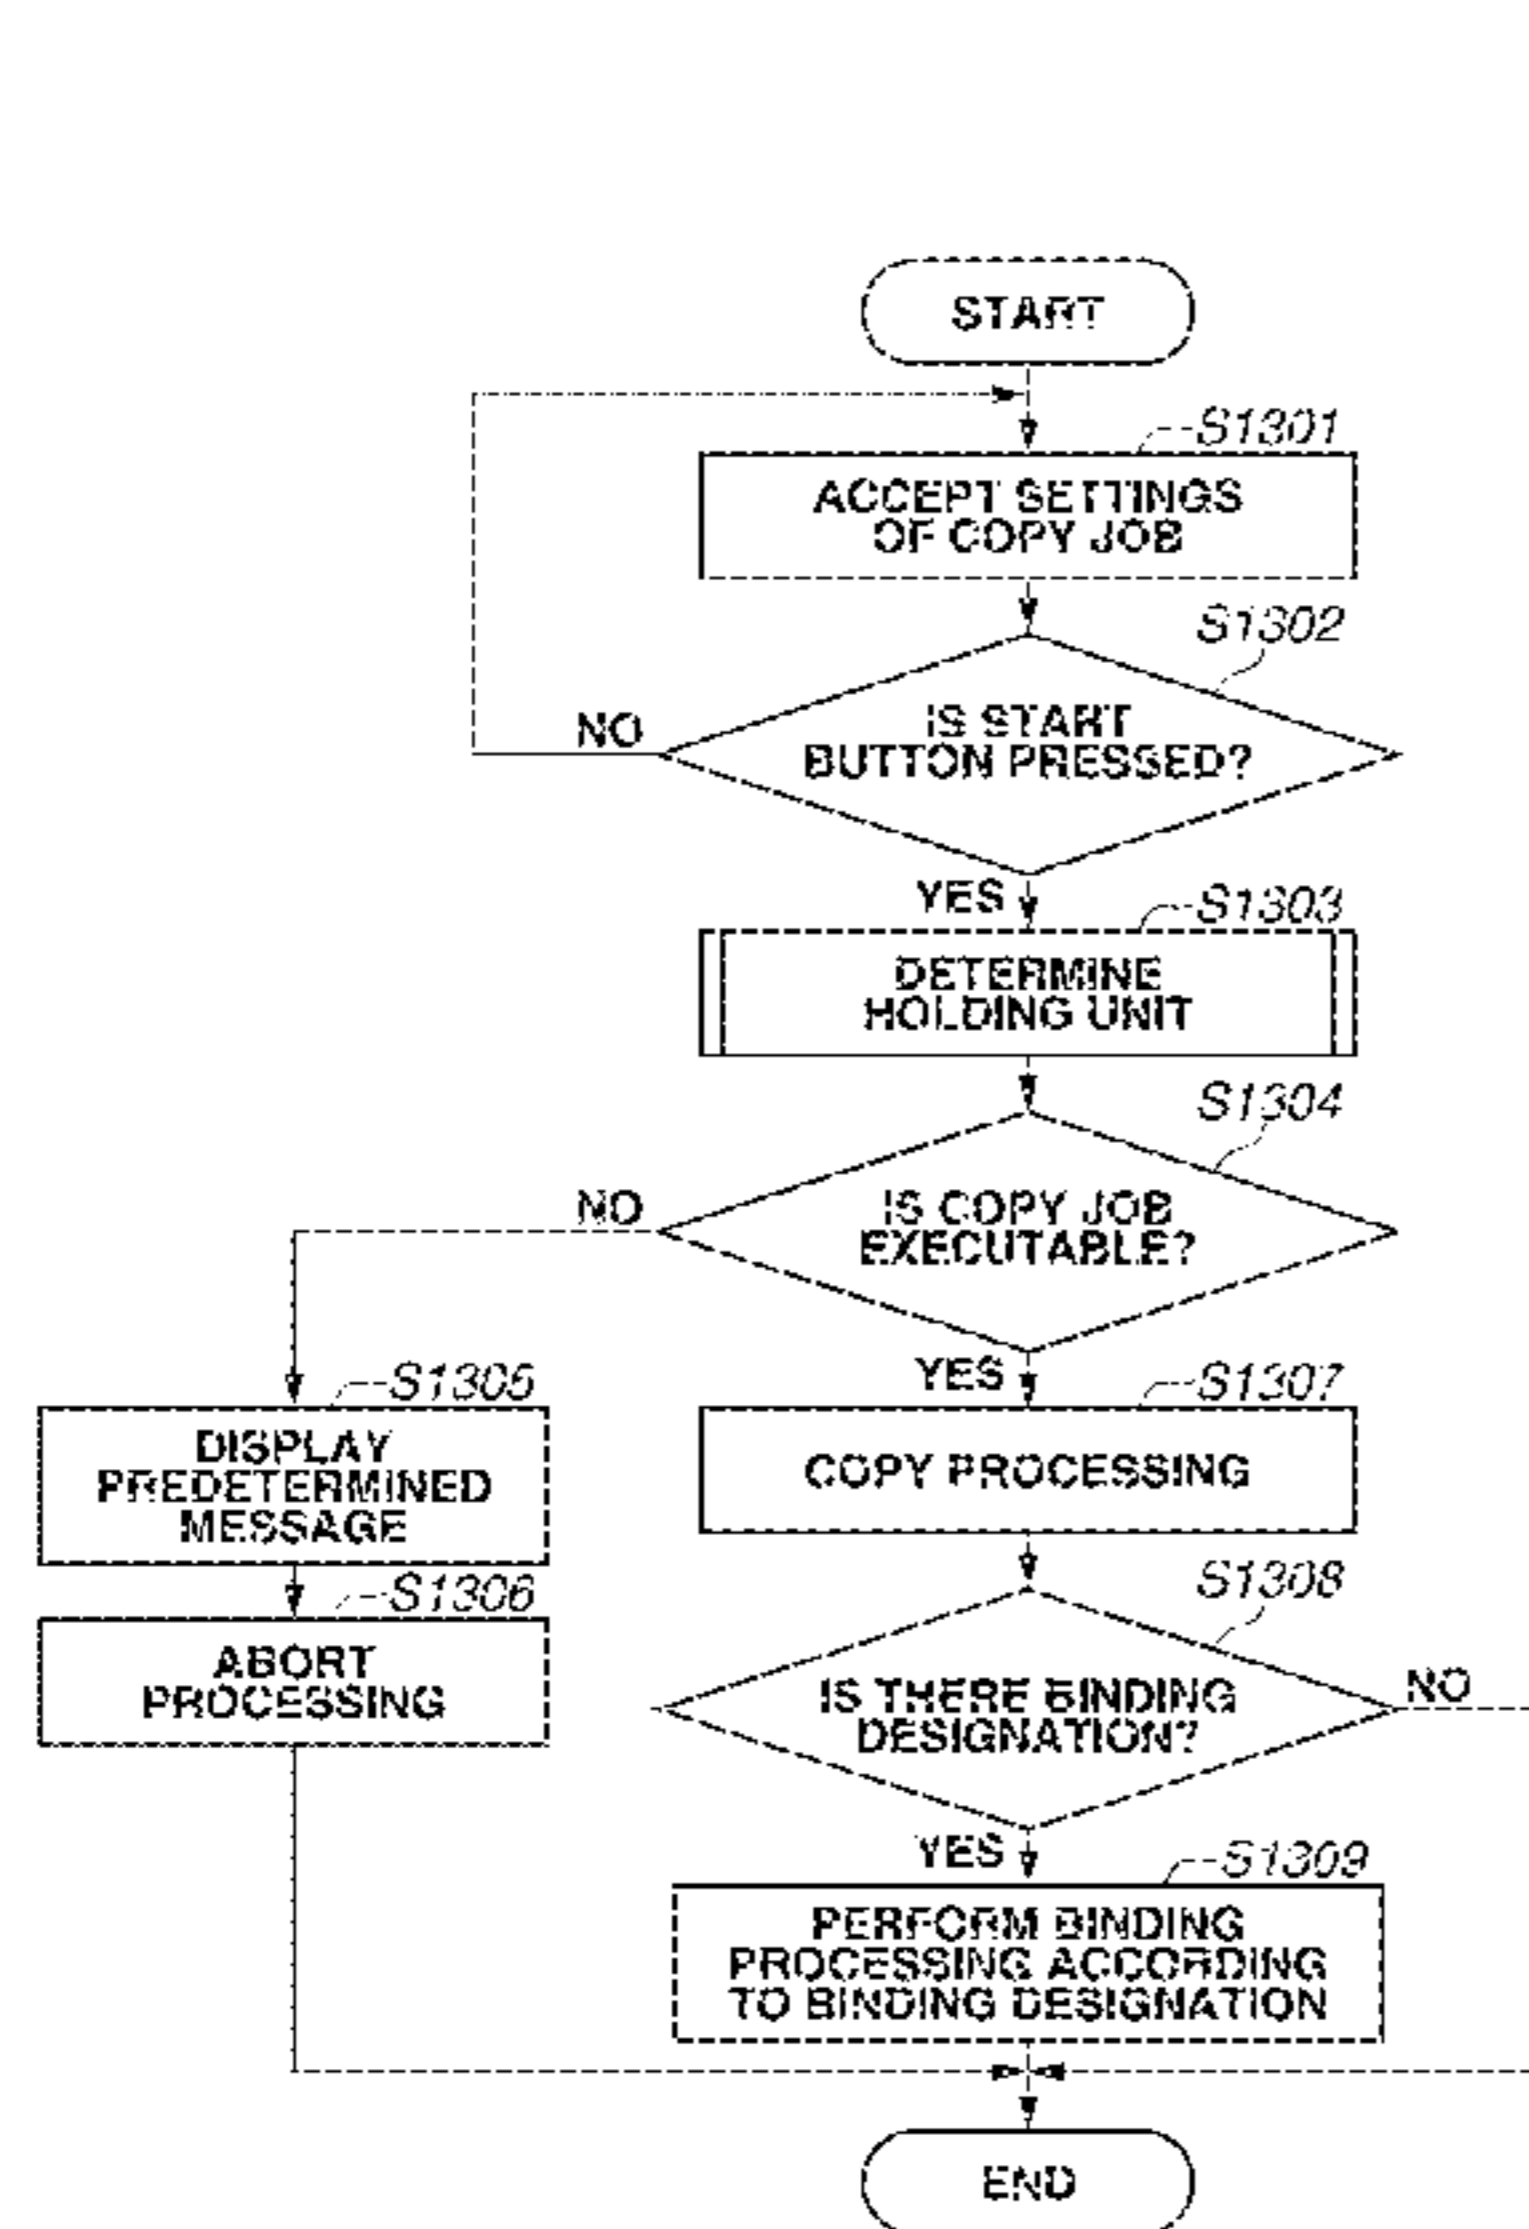 START
S1301
ACCEPT SETTINGS
OF COPY JOB
S1302
IS START
BUTTON PRESSED?
NO
YES
S1303
DETERMINE
HOLDING UNIT
S1304
IS COPY JOB
EXECUTABLE?
NO
YES
S1305
DISPLAY
PREDETERMINED
MESSAGE
S1306
ABORT
PROCESSING
S1307
COPY PROCESSING
S1308
IS THERE BINDING
DESIGNATION?
NO
YES
S1309
PERFORM BINDING
PROCESSING ACCORDING
TO BINDING DESIGNATION
END